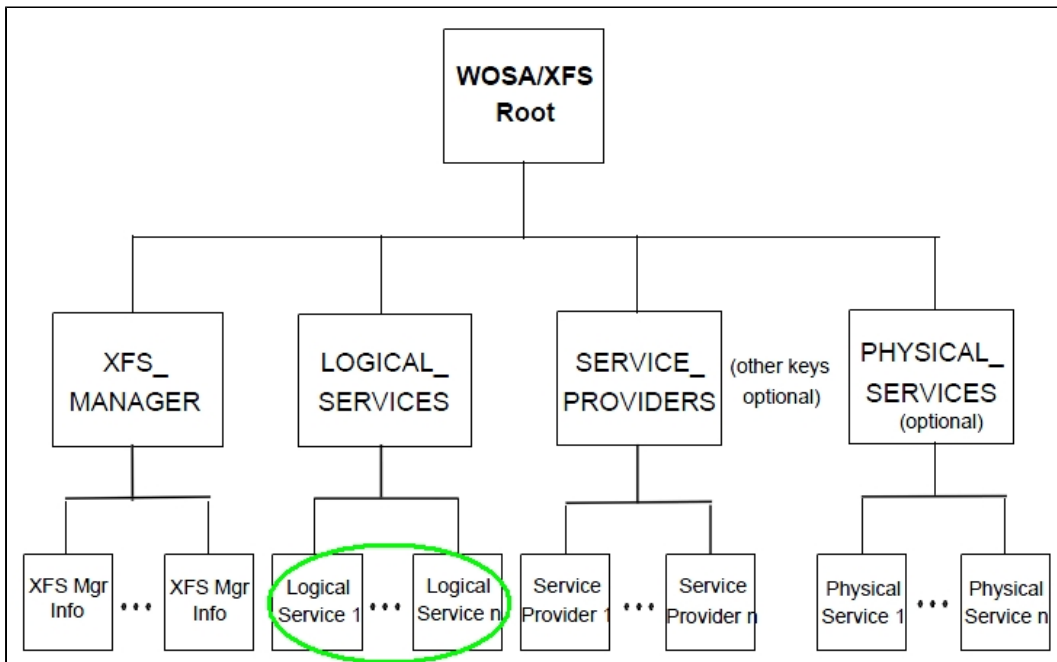 WOSA/XFS
Root
XFS_
MANAGER
LOGICAL_
SERVICES
SERVICE_
PROVIDERS
(other keys
optional)
PHYSICAL_
SERVICES
(optional)
XFS Mgr
Info
•••
XFS Mgr
Info
Logical
Service 1
•••
Logical
Service n
Service
Provider 1
•••
Service
Provider n
Physical
Service 1
•••
Physical
Service n